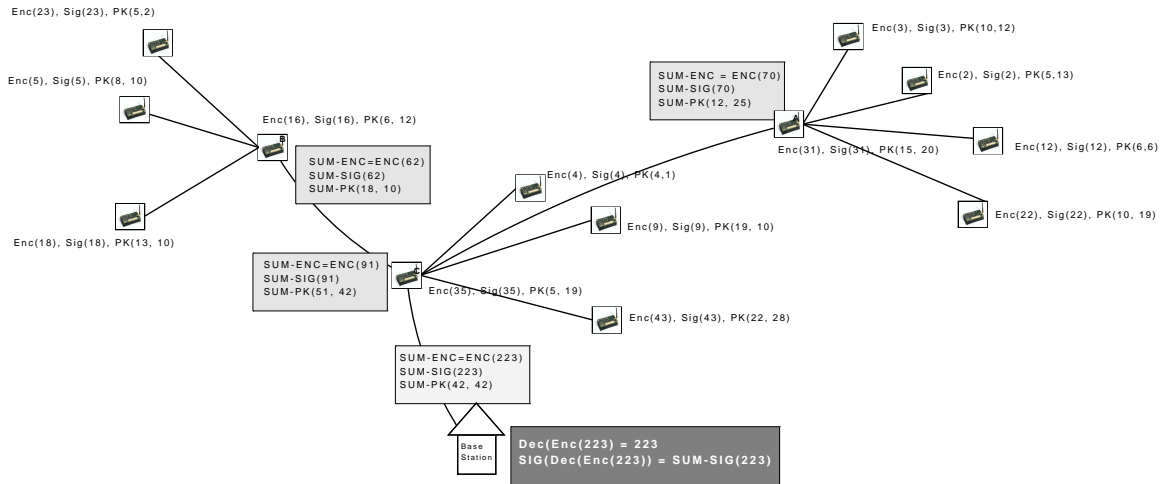 Enc(23), Sig(23), PK(5,2)
Enc(3), Sig(3), PK(10,12)
Enc(5), Sig(5), PK(8, 10)
SUM-ENC = ENC(70)
SUM-SIG(70)
SUM-PK(12, 25)
Enc(2), Sig(2), PK(5,13)
Enc(16), Sig(16), PK(6, 12)
A
B
Enc(31), Sig(31), PK(15, 20)
Enc(12), Sig(12), PK(6,6)
SUM-ENC=ENC(62)
SUM-SIG(62)
SUM-PK(18, 10)
Enc(4), Sig(4), PK(4,1)
Enc(22), Sig(22), PK(10, 19)
Enc(9), Sig(9), PK(19, 10)
Enc(18), Sig(18), PK(13, 10)
SUM-ENC=ENC(91)
SUM-SIG(91)
SUM-PK(51, 42)
C
Enc(35), Sig(35), PK(5, 19)
Enc(43), Sig(43), PK(22, 28)
SUM-ENC=ENC(223)
SUM-SIG(223)
SUM-PK(42, 42)
Base
Station
Dec(Enc(223) = 223
SIG(Dec(Enc(223)) = SUM-SIG(223)